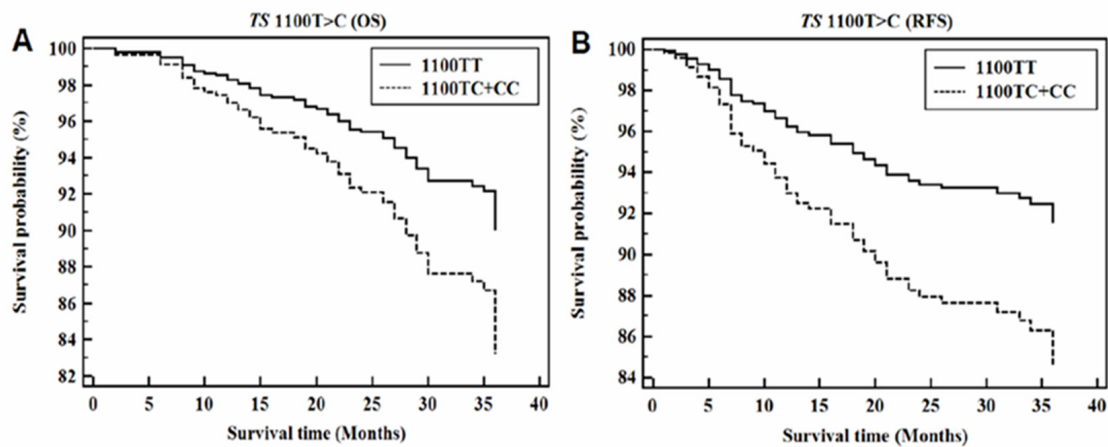 A
TS 1100T>C (OS)
1100TT
1100TC+CC
Survival probability (%)
100
98
96
94
92
90
88
86
84
82
0 5 10 15 20 25 30 35 40
Survival time (Months)
B
TS 1100T>C (RFS)
1100TT
1100TC+CC
Survival probability (%)
100
98
96
94
92
90
88
86
84
0 5 10 15 20 25 30 35 40
Survival time (Months)